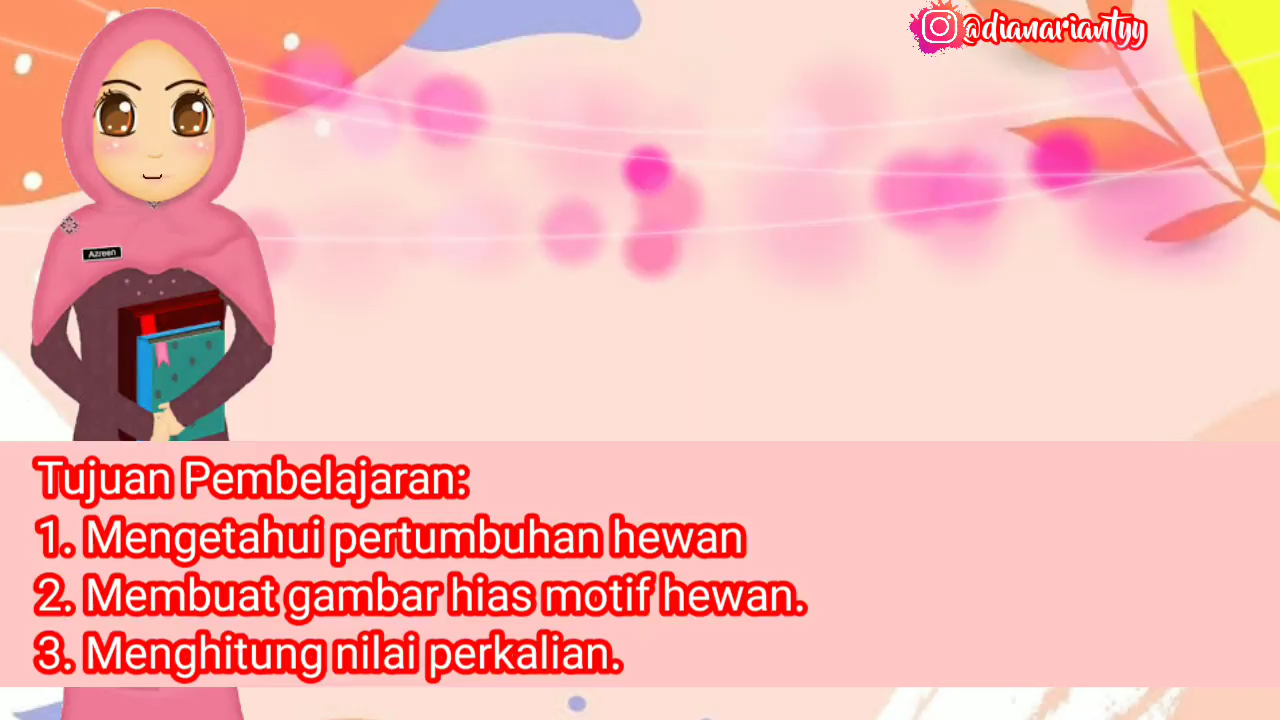 @dianariantyy
Azreen
Tujuan Pembelajaran:
1. Mengetahui pertumbuhan hewan
2. Membuat gambar hias motif hewan.
3. Menghitung nilai perkalian.